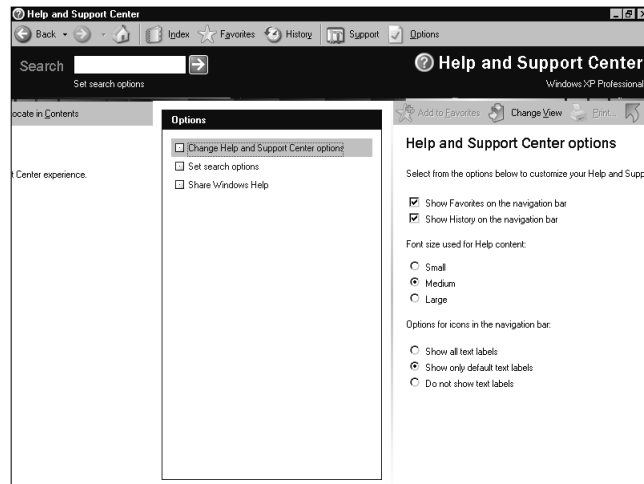 Help and Support Center
Back Index Favorites History Support Options
Search
Set search options
Help and Support Center
Windows XP Professional
ocate in Contents
t Center experience.
Options
Change Help and Support Center options
Set search options
Share Windows Help
Add to Favorites Change View Print...
Help and Support Center options
Select from the options below to customize your Help and Supp
Show Favorites on the navigation bar
Show History on the navigation bar
Font size used for Help content:
Small
Medium
Large
Options for icons in the navigation bar:
Show all text labels
Show only default text labels
Do not show text labels